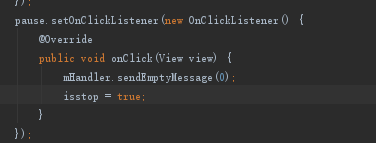 });
pause.setOnClickListener(new OnClickListener() {
@Override
public void onClick(View view) {
mHandler.sendEmptyMessage(0);
isstop = true;
}
});